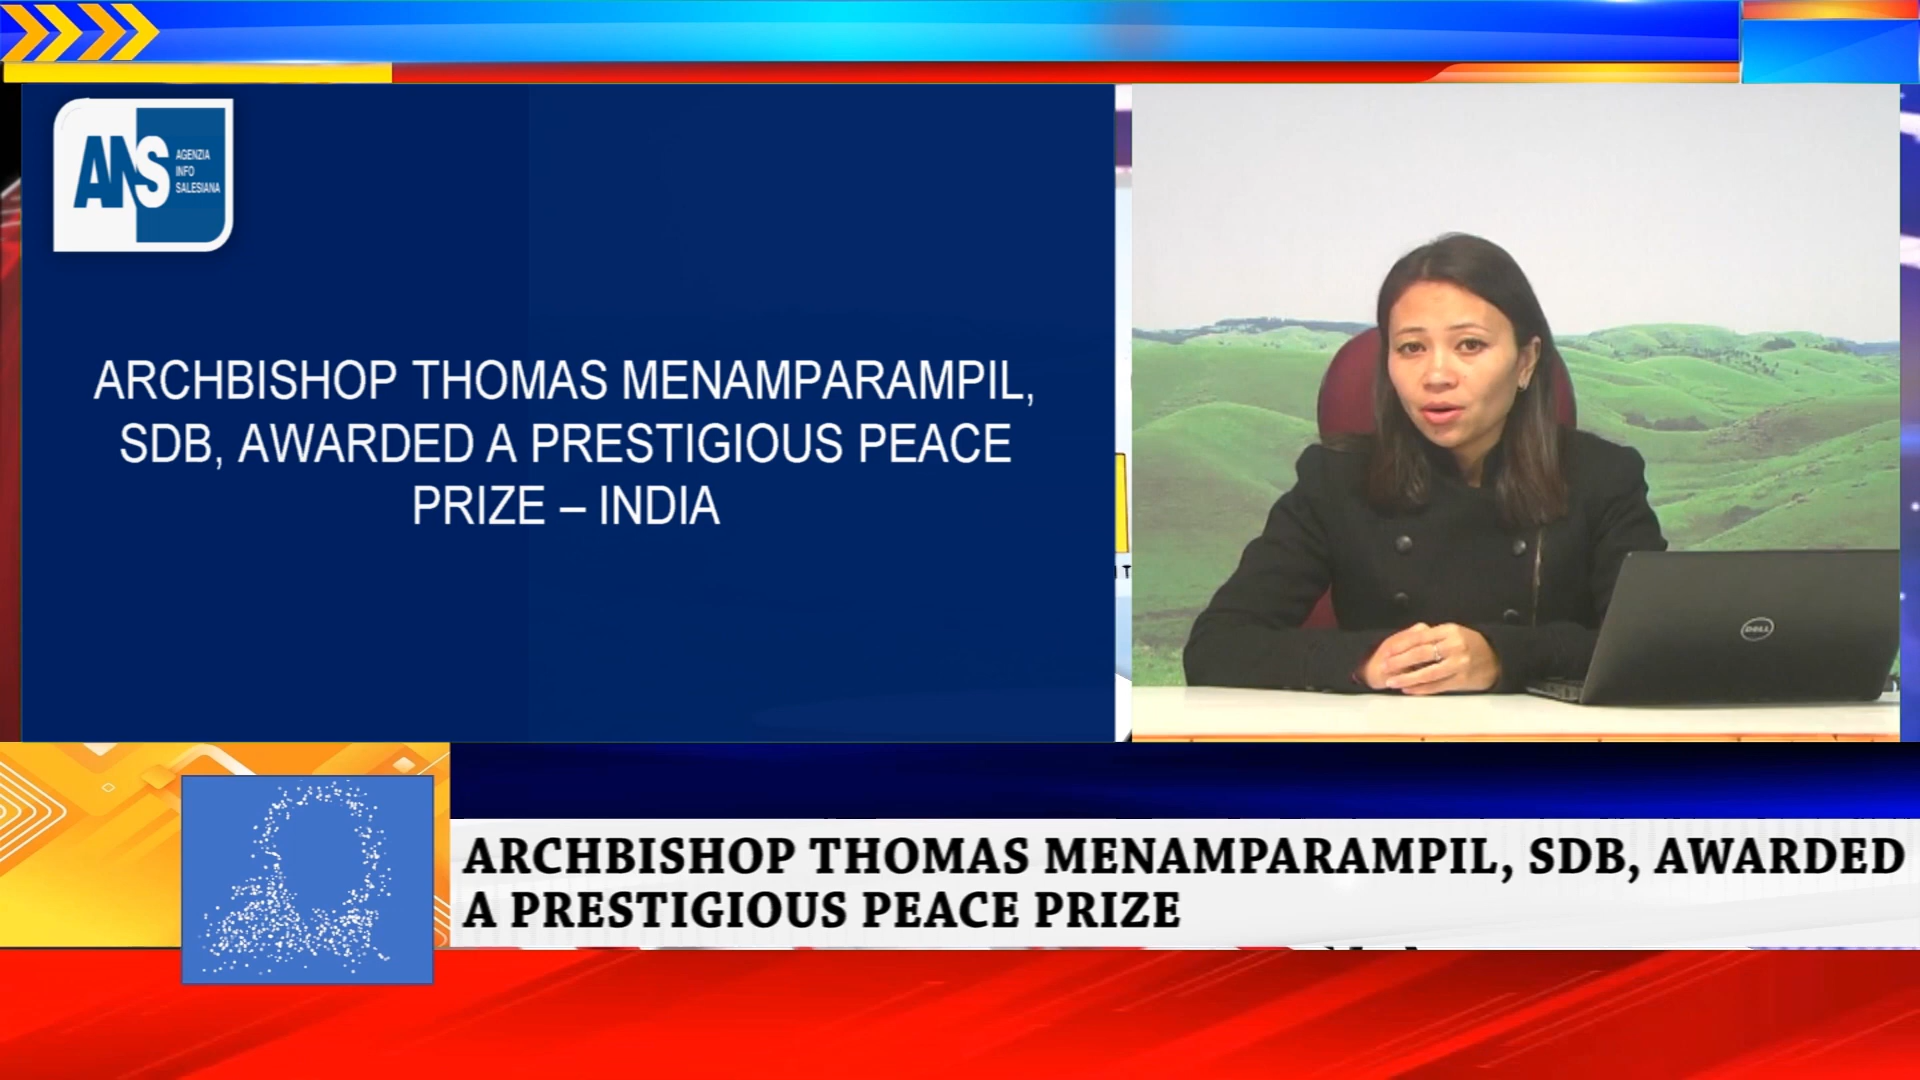 ANS
AGENZIA
INFO
SALESIANA
ARCHBISHOP THOMAS MENAMPARAMPIL,
SDB, AWARDED A PRESTIGIOUS PEACE
PRIZE – INDIA
DELL
ARCHBISHOP THOMAS MENAMPARAMPIL, SDB, AWARDED
A PRESTIGIOUS PEACE PRIZE